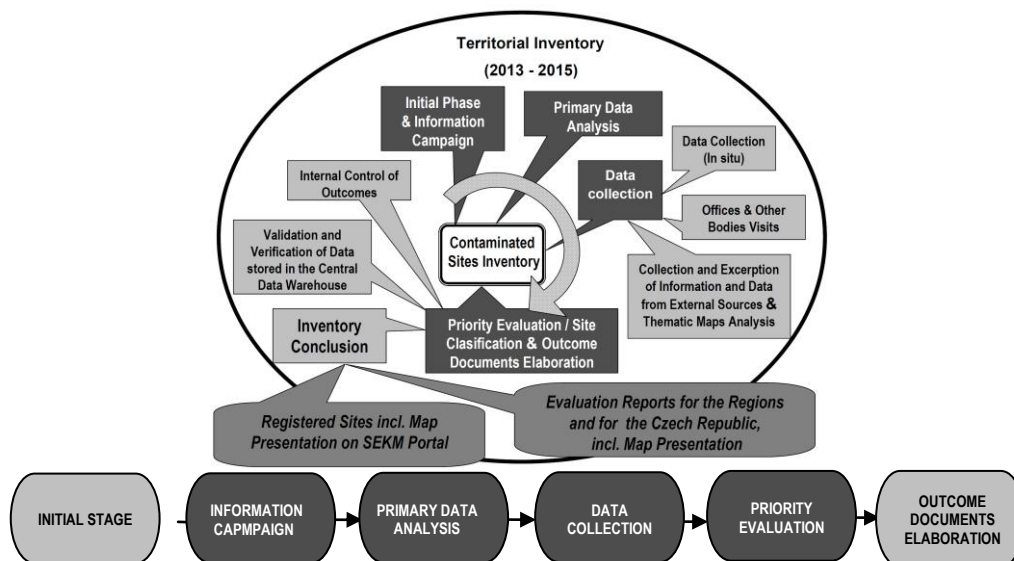 Territorial Inventory
(2013 - 2015)
Initial Phase
& Information
Campaign
Primary Data
Analysis
Data Collection
(In situ)
Data
collection
Internal Control of
Outcomes
Offices & Other
Bodies Visits
Validation and
Verification of Data
stored in the Central
Data Warehouse
Contaminated
Sites Inventory
Collection and Excerption
of Information and Data
from External Sources &
Thematic Maps Analysis
Inventory
Conclusion
Priority Evaluation / Site
Clasification & Outcome
Documents Elaboration
Registered Sites incl. Map
Presentation on SEKM Portal
Evaluation Reports for the Regions
and for the Czech Republic,
incl. Map Presentation
INITIAL STAGE
INFORMATION
CAPMPAIGN
PRIMARY DATA
ANALYSIS
DATA
COLLECTION
PRIORITY
EVALUATION
OUTCOME
DOCUMENTS
ELABORATION